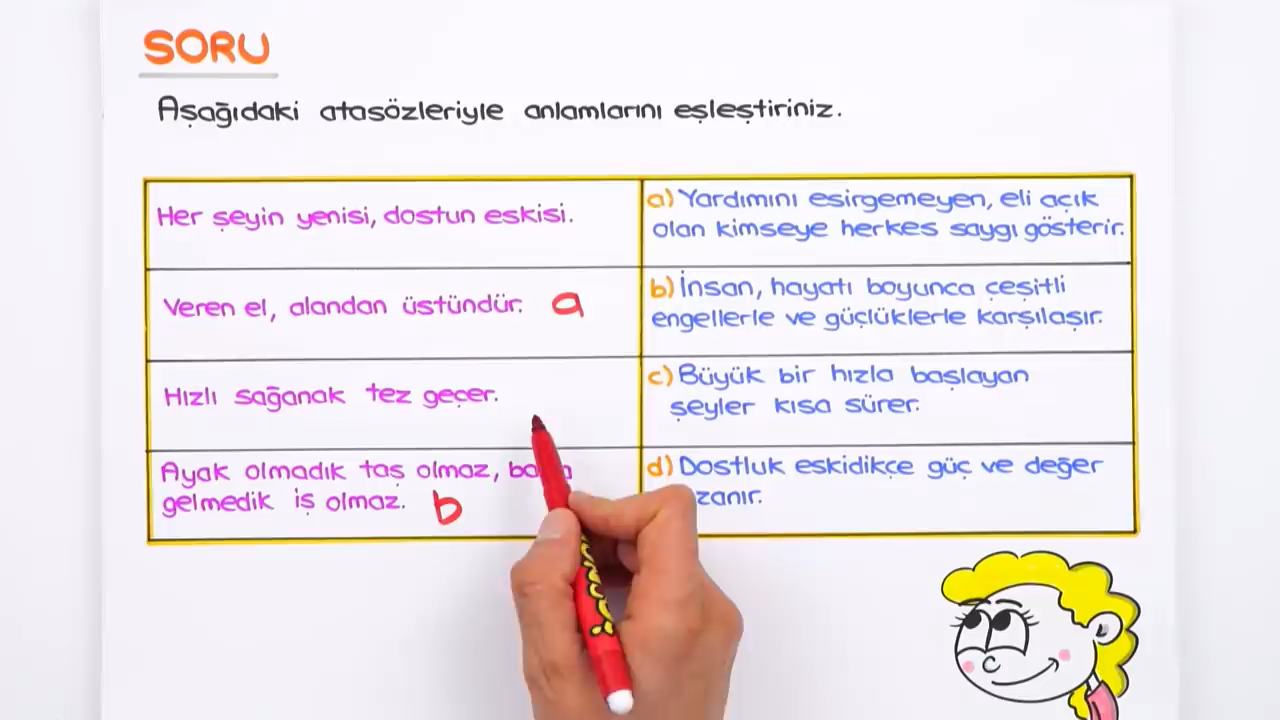 SORU
Aşağıdaki atasözleriyle anlamlarını eşleştiriniz.
Her şeyin yenisi, dostun eskisi.
a) Yardımını esirgemeyen, eli açık
olan kimseye herkes saygı gösterir.
Veren el, alandan üstündür. a
b) İnsan, hayatı boyunca çeşitli
engellerle ve güçlüklerle karşılaşır.
Hızlı sağanak tez geçer.
c) Büyük bir hızla başlayan
şeyler kısa sürer.
Ayak olmadık taş olmaz,
gelmedik iş olmaz. b
d) Dostluk eskidikçe güç ve değer